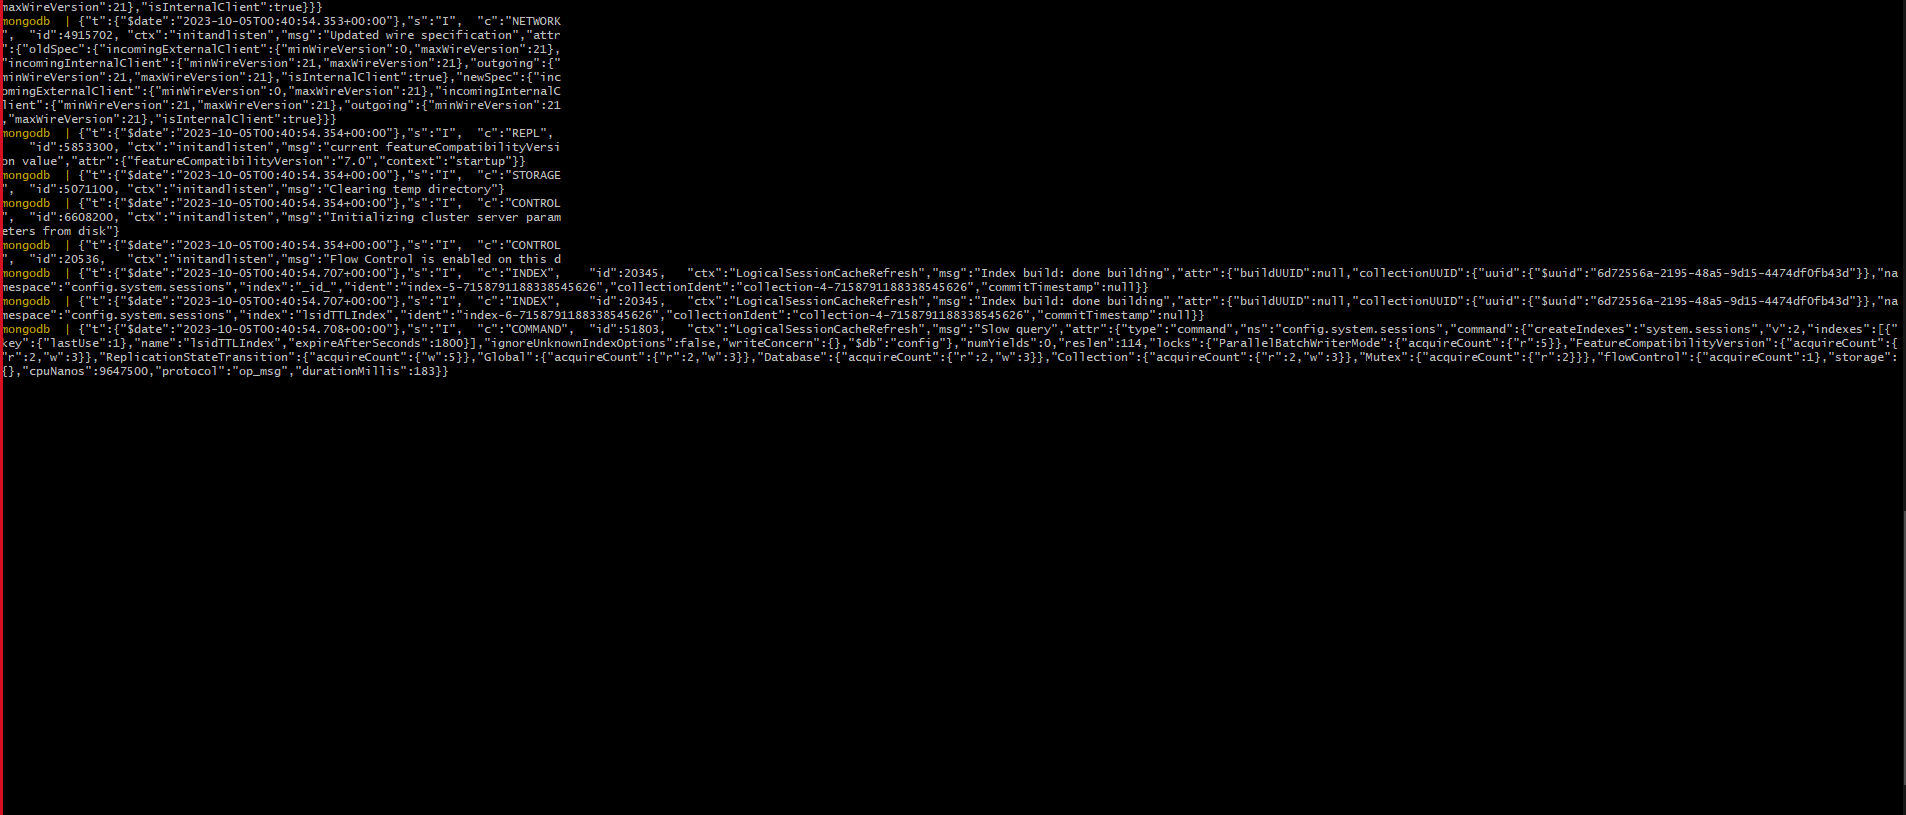 maxWireVersion":21},"isInternalClient":true}}}
mongodb  | {"t":{"$date":"2023-10-05T00:40:54.353+00:00"},"s":"I",  "c":"NETWORK
",  "id":4915702, "ctx":"initandlisten","msg":"Updated wire specification","attr
":{"oldSpec":{"incomingExternalClient":{"minWireVersion":0,"maxWireVersion":21},
"incomingInternalClient":{"minWireVersion":21,"maxWireVersion":21},"outgoing":{"
minWireVersion":21,"maxWireVersion":21},"isInternalClient":true},"newSpec":{"inc
omingExternalClient":{"minWireVersion":0,"maxWireVersion":21},"incomingInternalC
lient":{"minWireVersion":21,"maxWireVersion":21},"outgoing":{"minWireVersion":21
,"maxWireVersion":21},"isInternalClient":true}}}
mongodb  | {"t":{"$date":"2023-10-05T00:40:54.354+00:00"},"s":"I",  "c":"REPL",
    "id":5853300, "ctx":"initandlisten","msg":"current featureCompatibilityVersi
on value","attr":{"featureCompatibilityVersion":"7.0","context":"startup"}}
mongodb  | {"t":{"$date":"2023-10-05T00:40:54.354+00:00"},"s":"I",  "c":"STORAGE
",  "id":5071100, "ctx":"initandlisten","msg":"Clearing temp directory"}
mongodb  | {"t":{"$date":"2023-10-05T00:40:54.354+00:00"},"s":"I",  "c":"CONTROL
",  "id":6608200, "ctx":"initandlisten","msg":"Initializing cluster server param
eters from disk"}
mongodb  | {"t":{"$date":"2023-10-05T00:40:54.354+00:00"},"s":"I",  "c":"CONTROL
",  "id":20536,   "ctx":"initandlisten","msg":"Flow Control is enabled on this d
mongodb  | {"t":{"$date":"2023-10-05T00:40:54.707+00:00"},"s":"I",  "c":"INDEX",    "id":20345,   "ctx":"LogicalSessionCacheRefresh","msg":"Index build: done building","attr":{"buildUUID":null,"collectionUUID":{"uuid":{"$uuid":"6d72556a-2195-48a5-9d15-4474df0fb43d"}},"na
mespace":"config.system.sessions","index":"_id_","ident":"index-5-7158791188338545626","collectionIdent":"collection-4-7158791188338545626","commitTimestamp":null}}
mongodb  | {"t":{"$date":"2023-10-05T00:40:54.707+00:00"},"s":"I",  "c":"INDEX",    "id":20345,   "ctx":"LogicalSessionCacheRefresh","msg":"Index build: done building","attr":{"buildUUID":null,"collectionUUID":{"uuid":{"$uuid":"6d72556a-2195-48a5-9d15-4474df0fb43d"}},"na
mespace":"config.system.sessions","index":"lsidTTLIndex","ident":"index-6-7158791188338545626","collectionIdent":"collection-4-7158791188338545626","commitTimestamp":null}}
mongodb  | {"t":{"$date":"2023-10-05T00:40:54.708+00:00"},"s":"I",  "c":"COMMAND",  "id":51803,   "ctx":"LogicalSessionCacheRefresh","msg":"Slow query","attr":{"type":"command","ns":"config.system.sessions","command":{"createIndexes":"system.sessions","v":2,"indexes":[{"
key":{"lastUse":1},"name":"lsidTTLIndex","expireAfterSeconds":1800}],"ignoreUnknownIndexOptions":false,"writeConcern":{},"$db":"config"},"numYields":0,"reslen":114,"locks":{"ParallelBatchWriterMode":{"acquireCount":{"r":5}},"FeatureCompatibilityVersion":{"acquireCount":{
"r":2,"w":3}},"ReplicationStateTransition":{"acquireCount":{"w":5}},"Global":{"acquireCount":{"r":2,"w":3}},"Database":{"acquireCount":{"r":2,"w":3}},"Collection":{"acquireCount":{"r":2,"w":3}},"Mutex":{"acquireCount":{"r":2}}},"flowControl":{"acquireCount":1},"storage":
{},"cpuNanos":9647500,"protocol":"op_msg","durationMillis":183}}